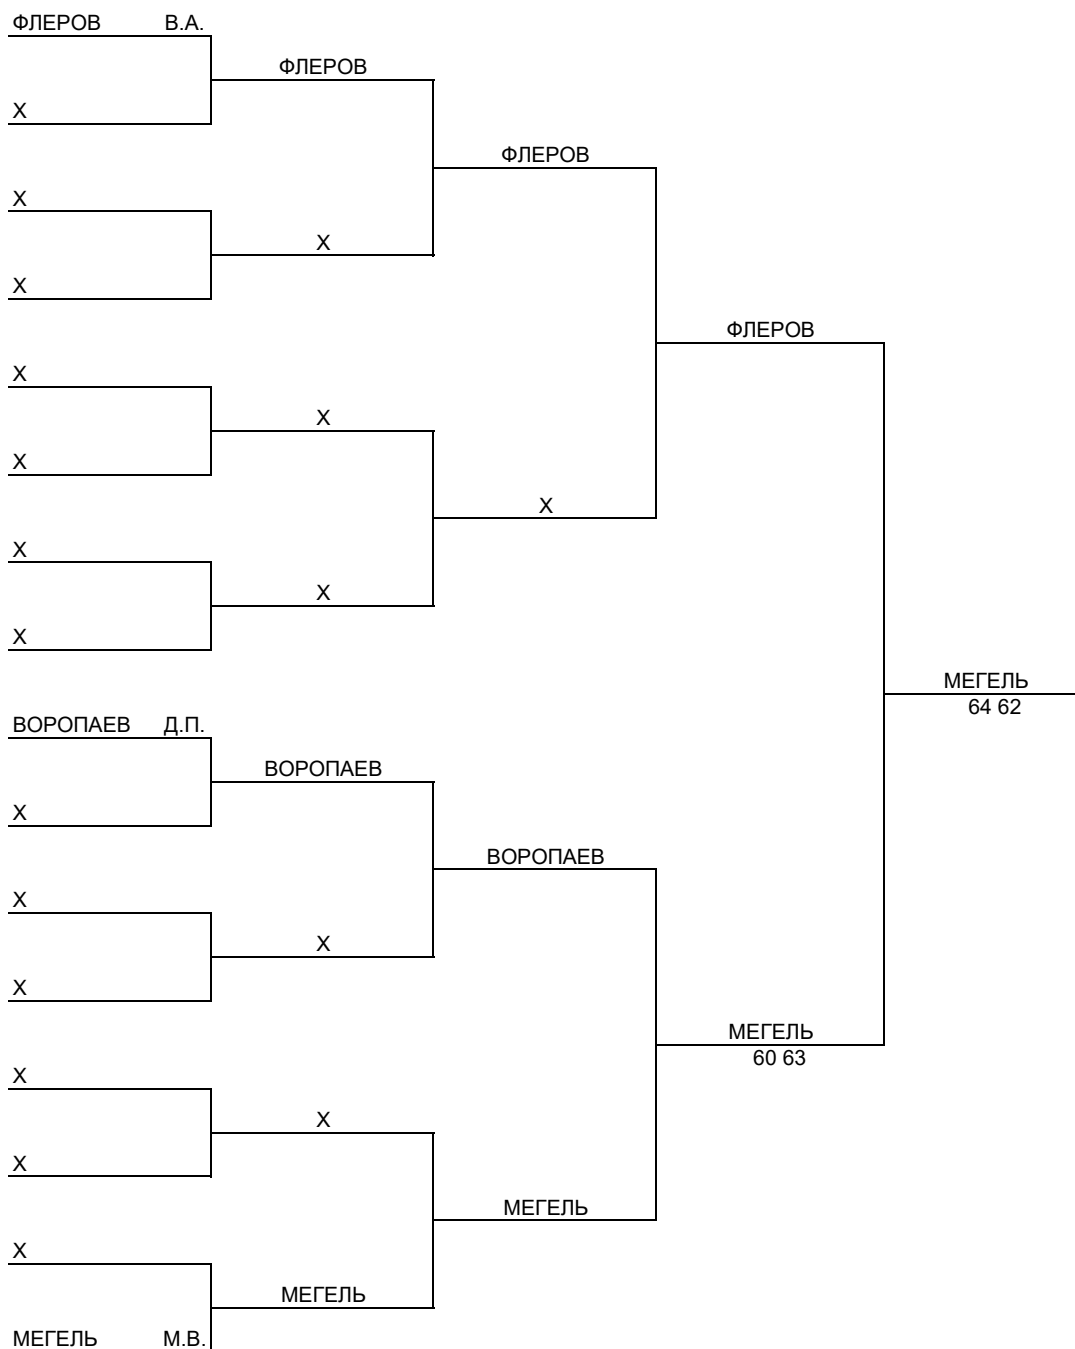 ФЛЕРОВ В.А.
ФЛЕРОВ
X
ФЛЕРОВ
X
X
X
ФЛЕРОВ
X
X
X
X
X
X
X
МЕГЕЛЬ
64 62
ВОРОПАЕВ Д.П.
ВОРОПАЕВ
X
ВОРОПАЕВ
X
X
X
МЕГЕЛЬ
60 63
X
X
X
МЕГЕЛЬ
X
МЕГЕЛЬ
МЕГЕЛЬ М.В.